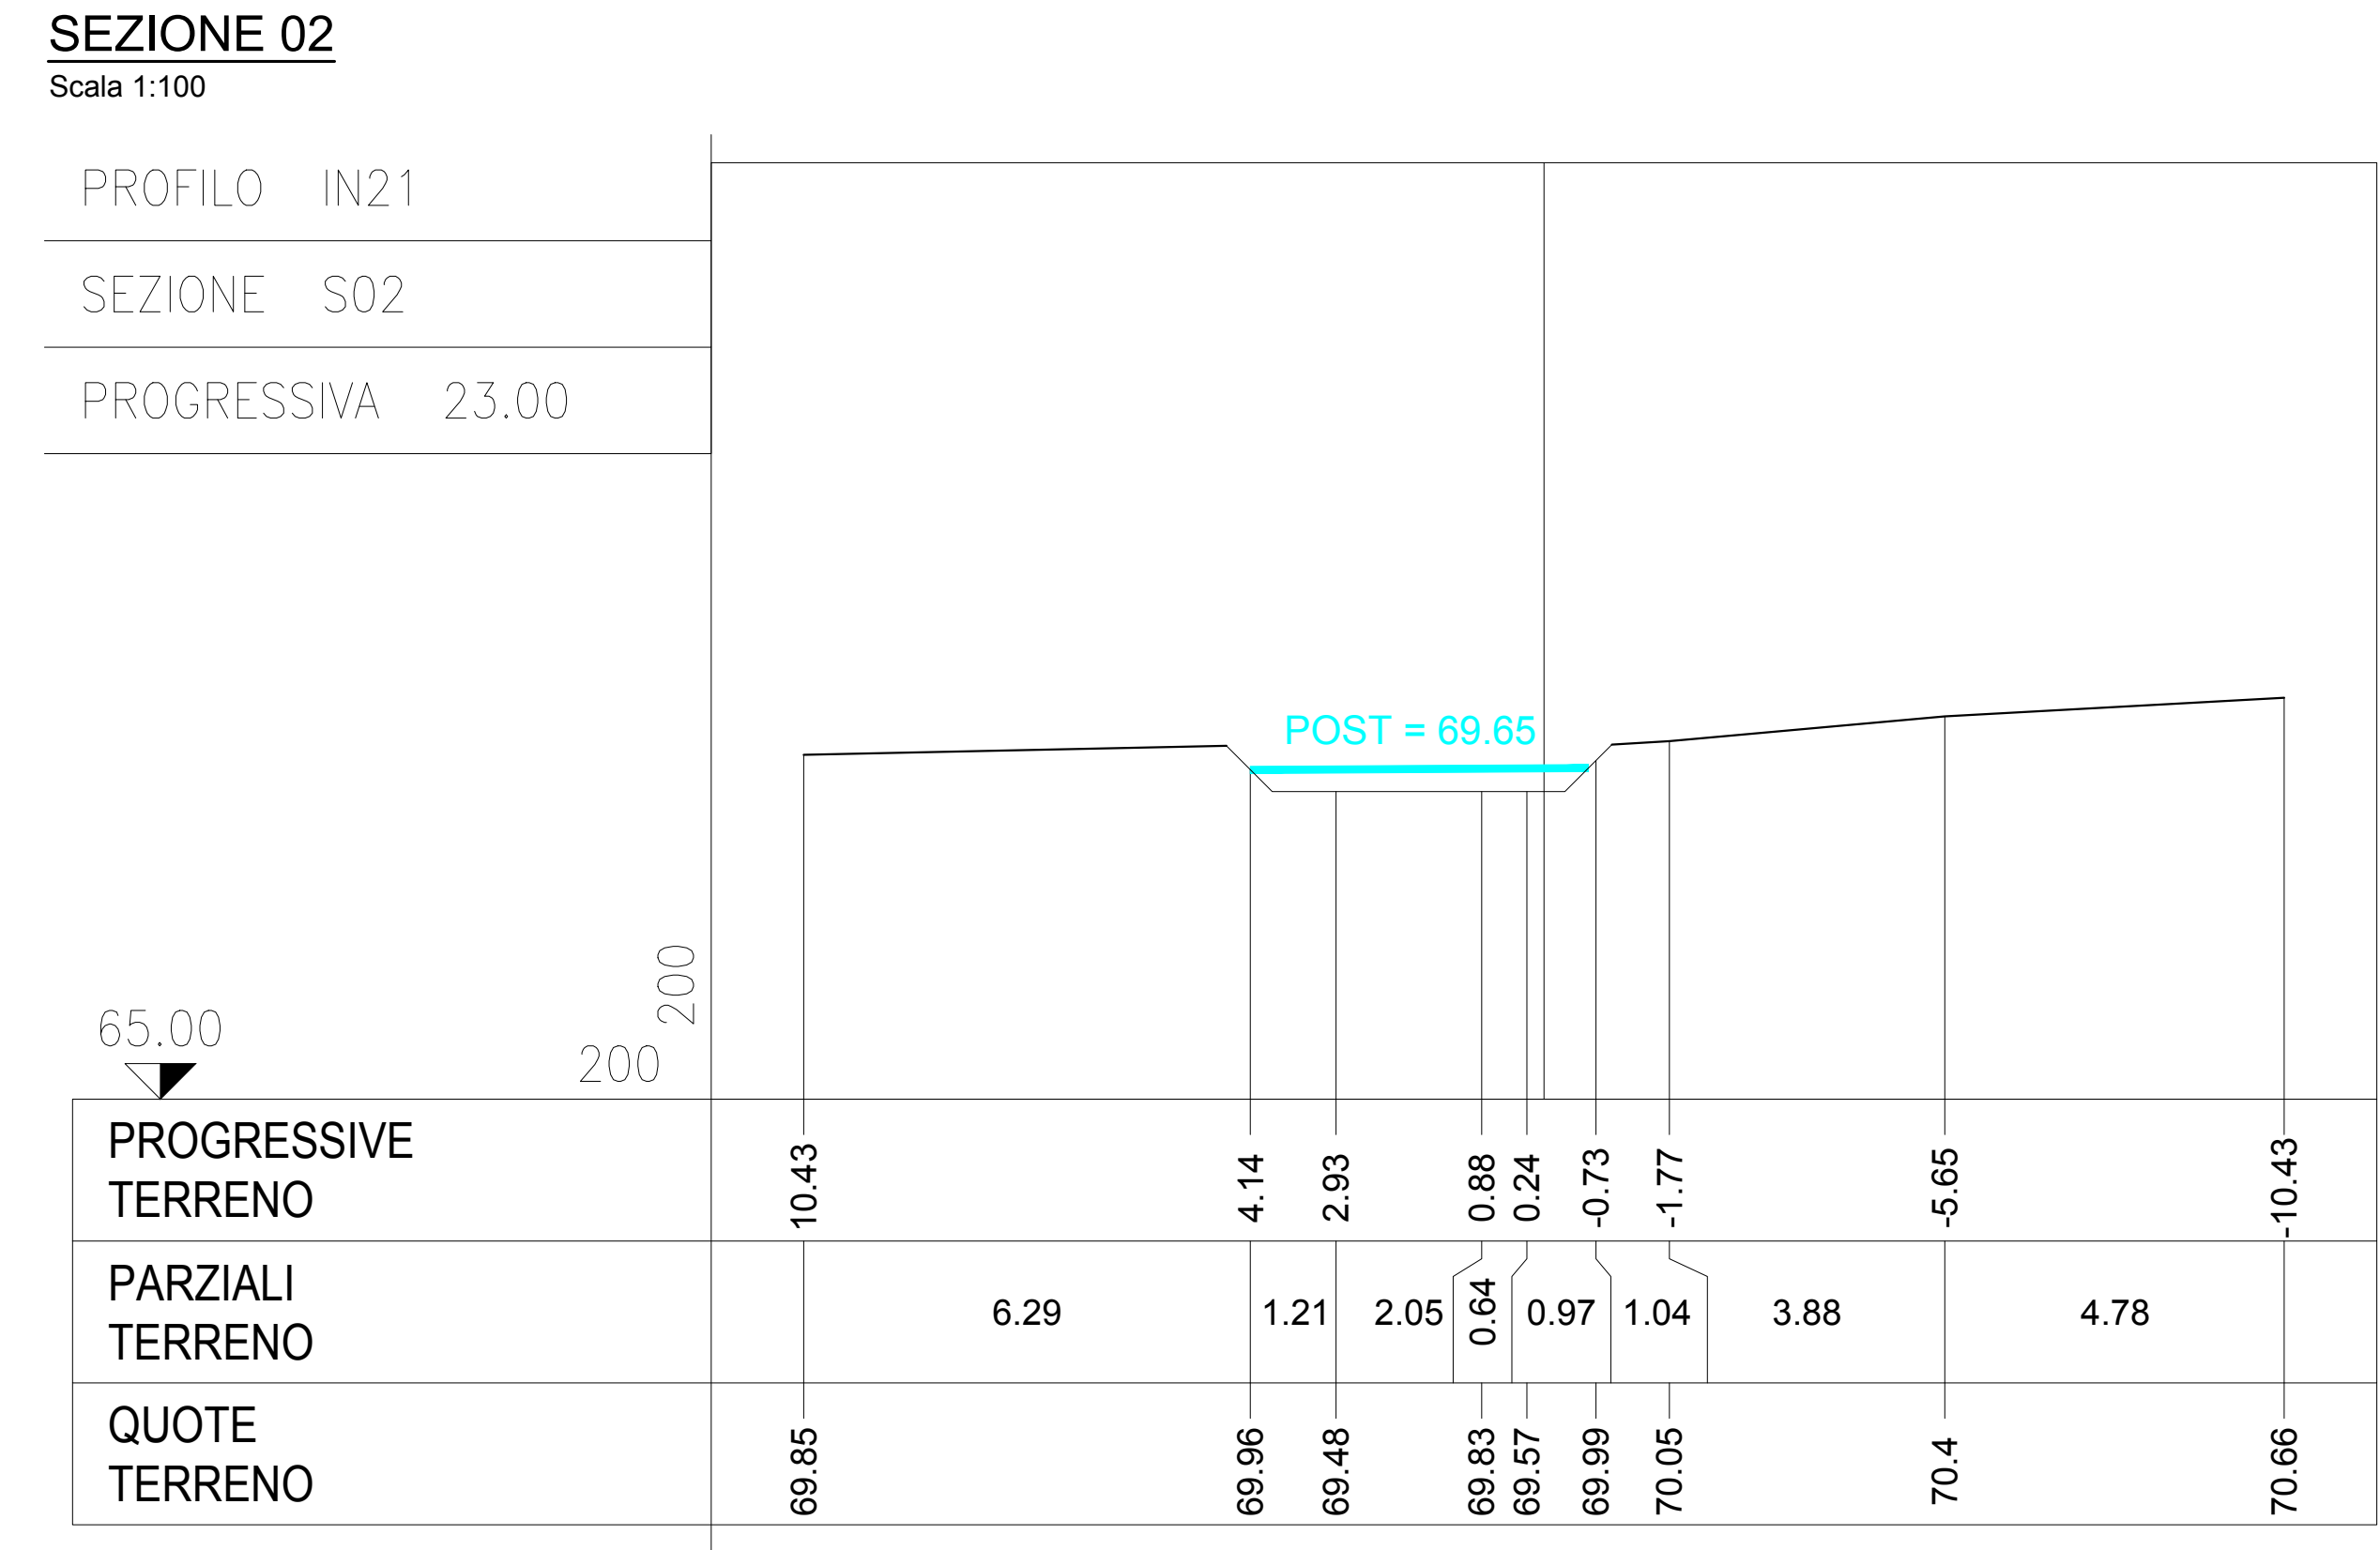 SEZIONE 02
Scala 1:100
PROFILO IN21
SEZIONE S02
PROGRESSIVA 23.00
POST = 69.65
200
65.00
200
PROGRESSIVE
TERRENO
10.43 4.14 2.93 0.88 0.24 -0.73 -1.77 -5.65 -10.43
PARZIALI
TERRENO
6.29 1.21 2.05 0.64 0.97 1.04 3.88 4.78
QUOTE
TERRENO
69.85 69.96 69.48 69.83 69.57 69.99 70.05 70.4 70.66